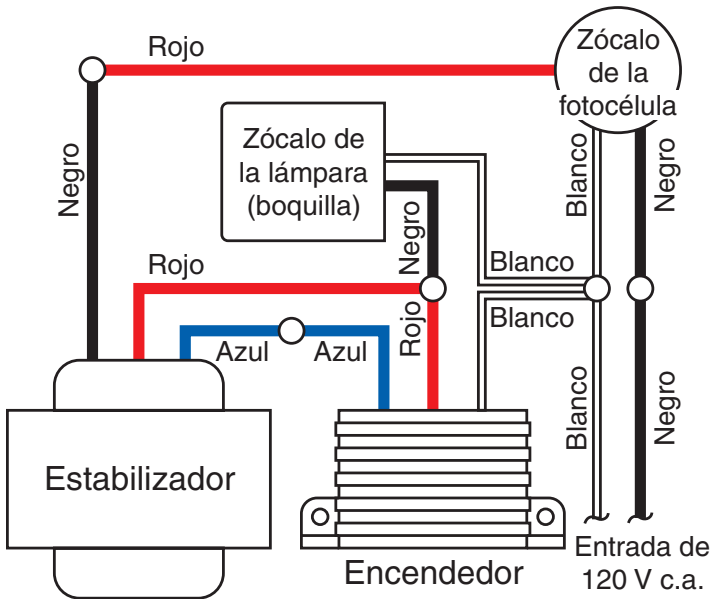 Rojo
Zócalo
de la
fotocélula
Negro
Zócalo de
la lámpara
(boquilla)
Negro
Blanco
Negro
Rojo
Blanco
Rojo
Blanco
Azul
Azul
Blanco
Negro
Estabilizador
Encendedor
Entrada de
120 V c.a.